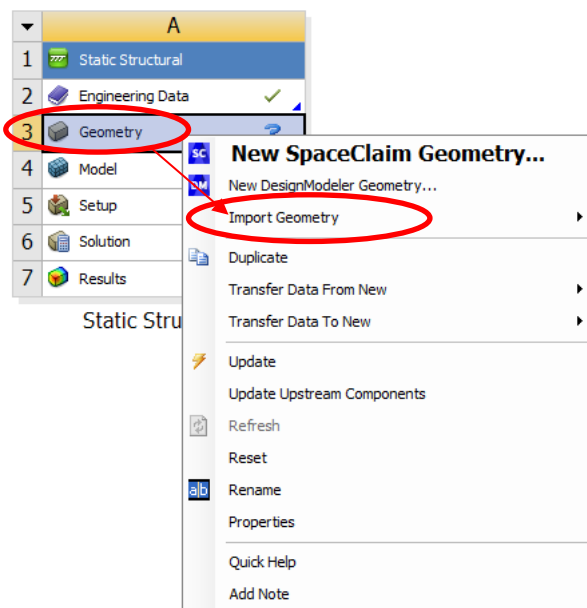 A
1 Static Structural
2 Engineering Data
3 Geometry
4 Model
5 Setup
6 Solution
7 Results
Static Stru
SC New SpaceClaim Geometry...
DM New DesignModeler Geometry...
Import Geometry
Duplicate
Transfer Data From New
Transfer Data To New
Update
Update Upstream Components
Refresh
Reset
a|b Rename
Properties
Quick Help
Add Note